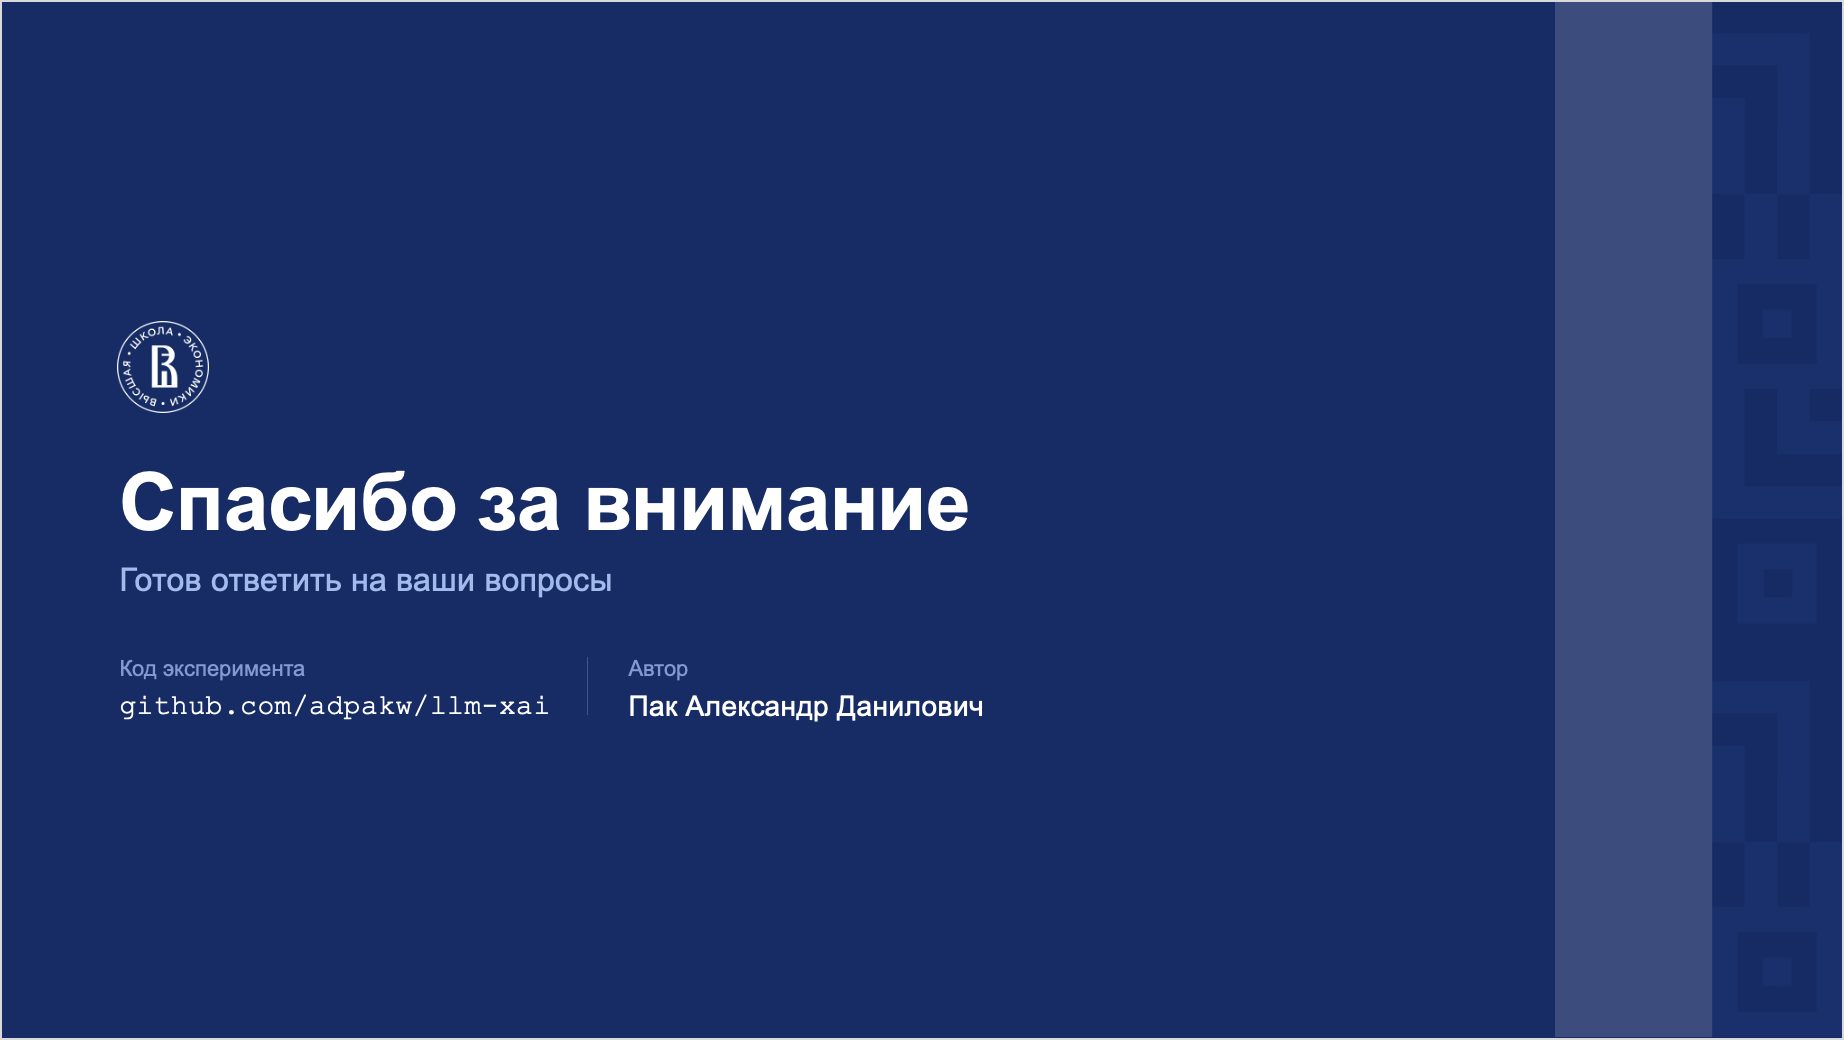 ВЫСШАЯ • ШКОЛА • ЭКОНОМИКИ •
Спасибо за внимание
Готов ответить на ваши вопросы
Код эксперимента
github.com/adpakw/llm-xai
Автор
Пак Александр Данилович